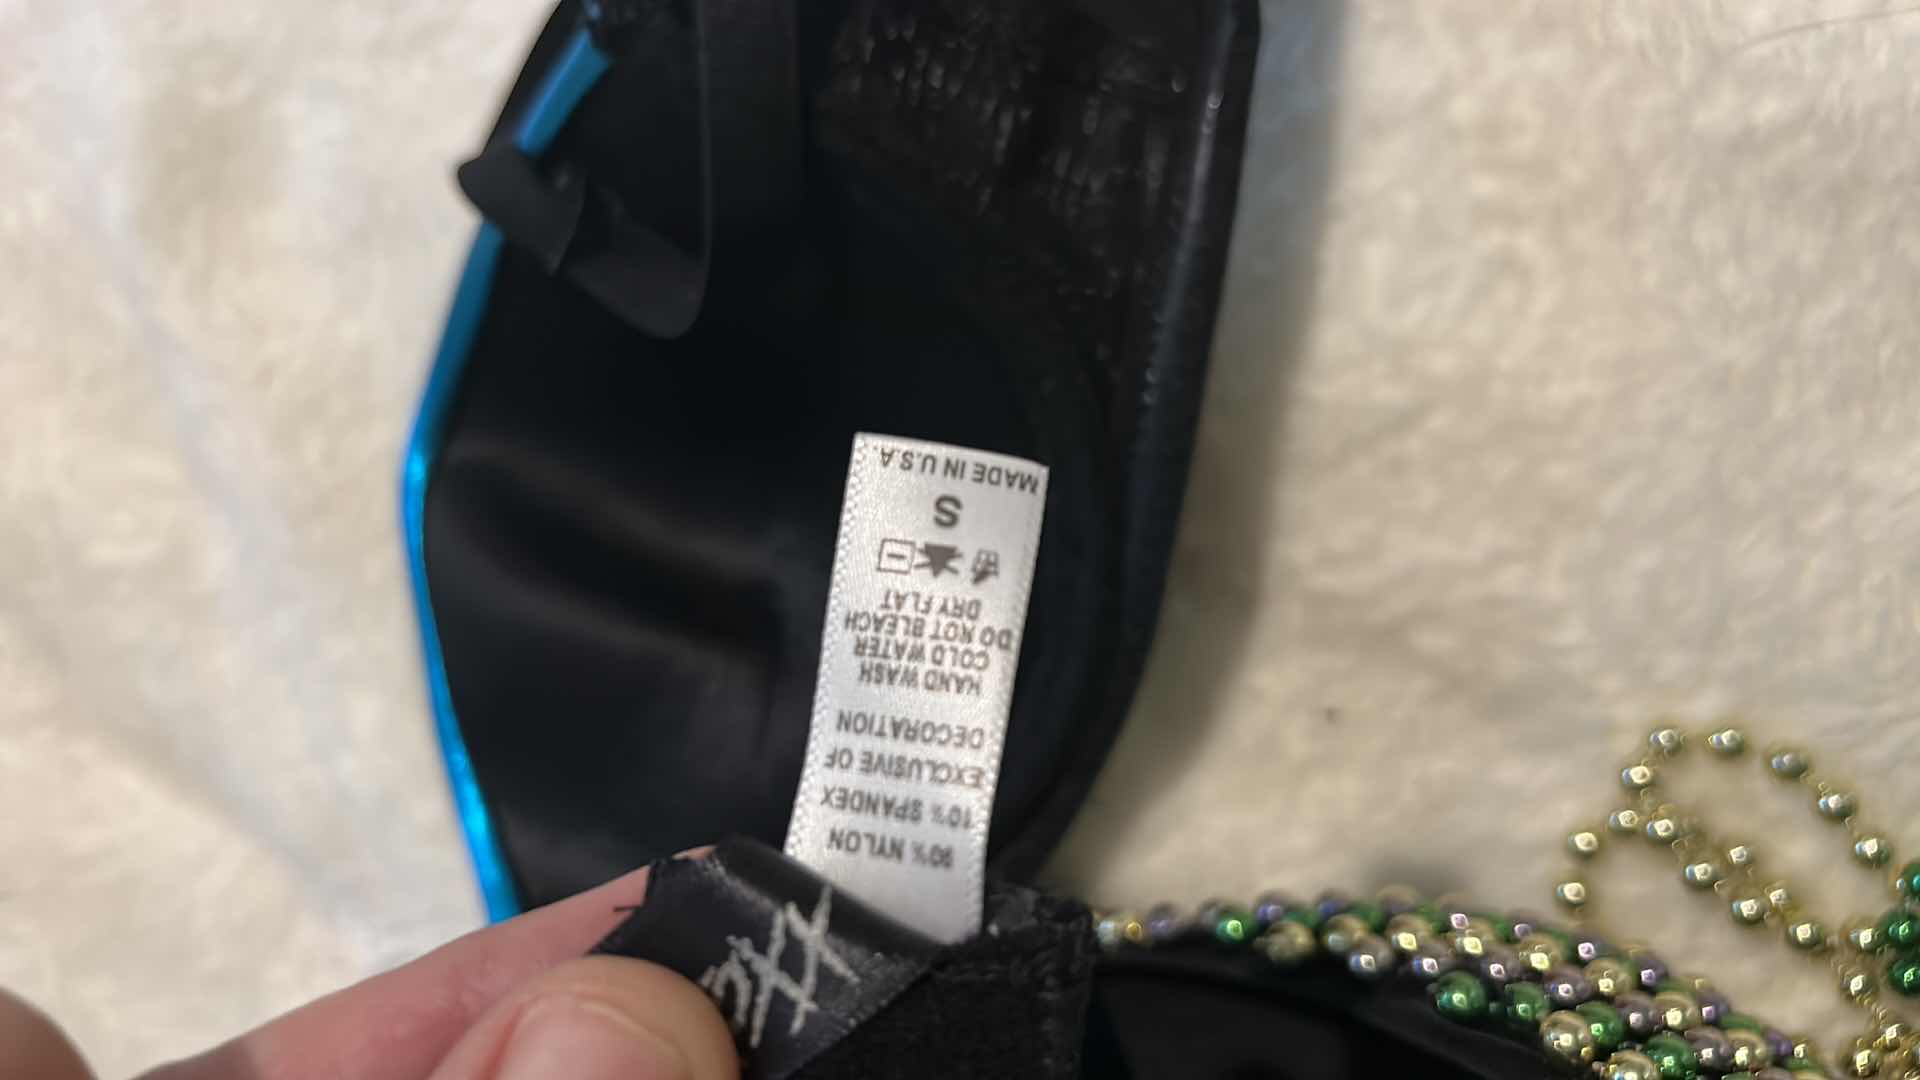 90% NYLON
10% SPANDEX
EXCLUSIVE OF
DECORATION
HAND WASH
COLD WATER
DO NOT BLEACH
DRY FLAT
S
MADE IN U.S.A.